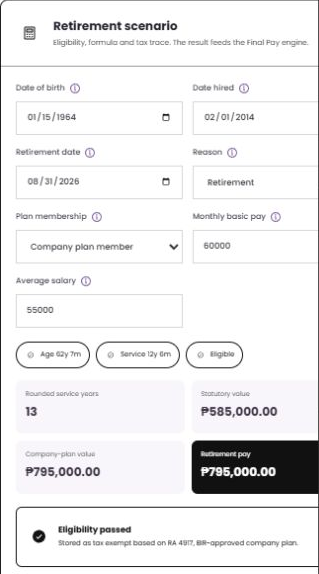 Retirement scenario
Eligibility, formula and tax trace. The result feeds the Final Pay engine.
Date of birth
Date hired
01/15/1964
02/01/2014
Retirement date
Reason
08/31/2026
Retirement
Plan membership
Monthly basic pay
Company plan member
60000
Average salary
55000
Age 62y 7m
Service 12y 6m
Eligible
Rounded service years
Statutory value
13
₱585,000.00
Company-plan value
Retirement pay
₱795,000.00
₱795,000.00
Eligibility passed
Stored as tax exempt based on RA 4917, BIR-approved company plan.